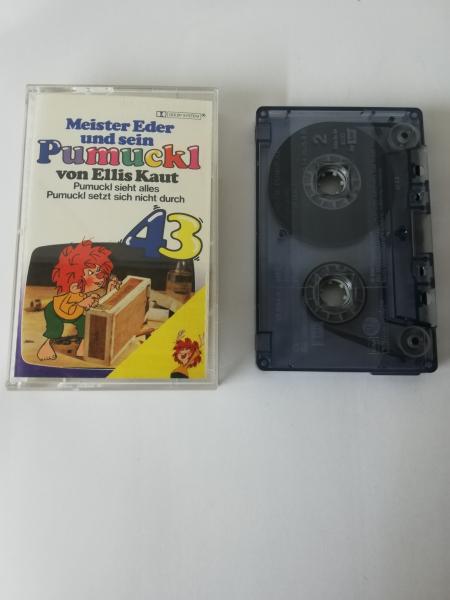 DOLBY SYSTEM
Meister Eder
und sein
Pumuckl
von Ellis Kaut
Pumuckl sieht alles
Pumuckl setzt sich nicht durch
43
2